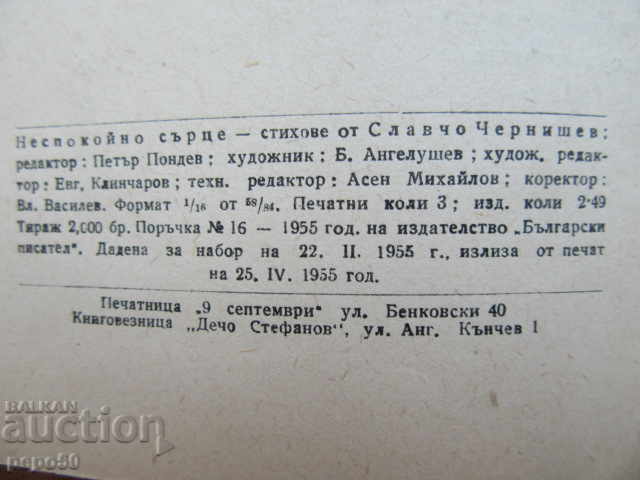 Неспокойно сърце — стихове от Славчо Чернишев;
редактор: Петър Пондев; художник: Б. Ангелушев; худож. редак-
тор: Евг. Клинчаров; техн. редактор: Асен Михайлов; коректор:
Вл. Василев. Формат 1/16 от 58/84. Печатни коли 3; изд. коли 2·49
Тираж 2,000 бр. Поръчка № 16 — 1955 год. на издателство „Български
писател". Дадена за набор на 22. II. 1955 г., излиза от печат
на 25. IV. 1955 год.
Печатница „9 септември" ул. Бенковски 40
Книговезница „Дечо Стефанов", ул. Анг. Кънчев 1
BALKAN
auction
pepo50